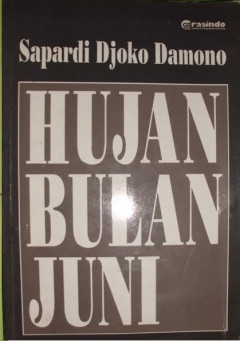 Grasindo
Sapardi Djoko Damono
HUJAN
BULAN
JUNI